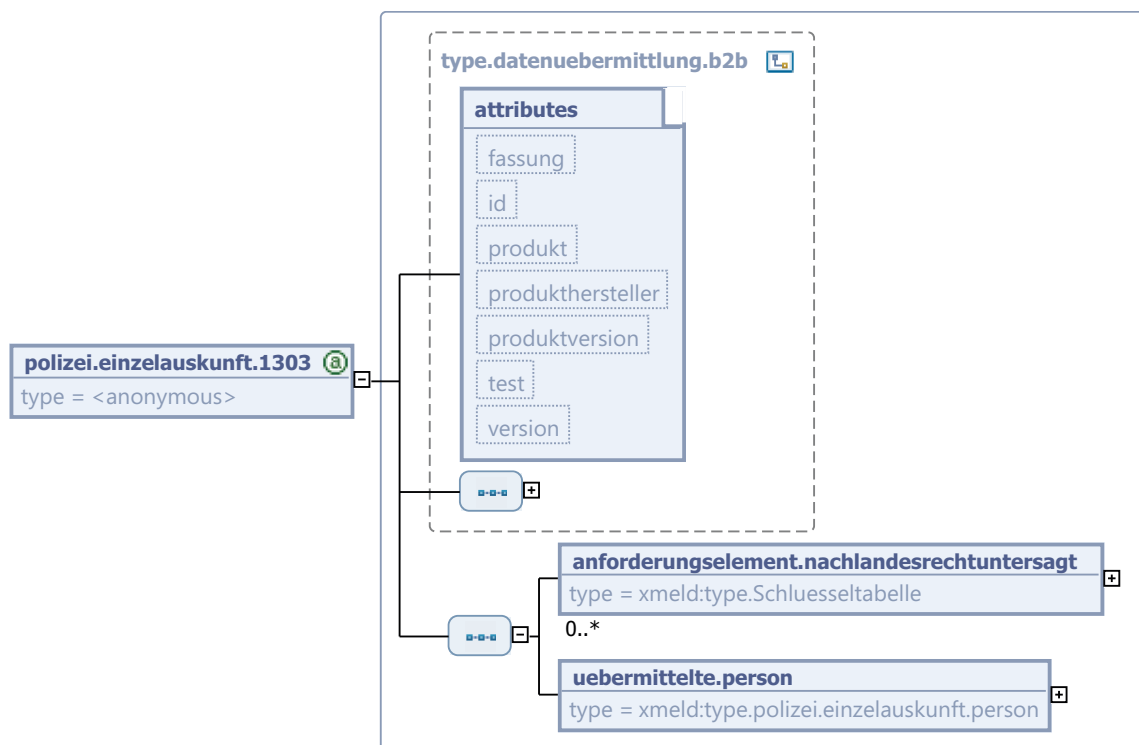 type.datenuebermittlung.b2b
attributes
fassung
id
produkt
produkthersteller
produktversion
test
version
polizei.einzelauskunft.1303 a
type = <anonymous>
anforderungselement.nachlandesrechtuntersagt
type = xmeld:type.Schluesseltabelle
0..*
uebermittelte.person
type = xmeld:type.polizei.einzelauskunft.person